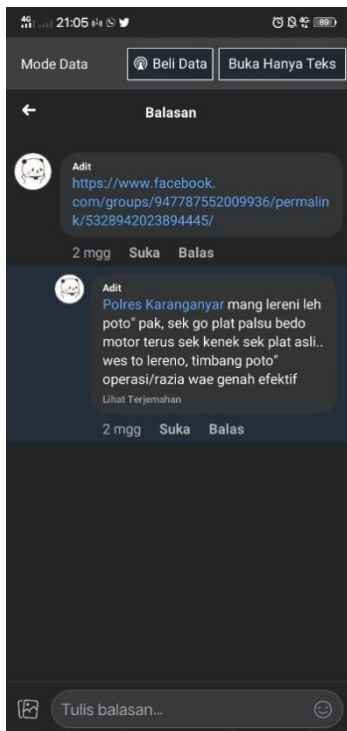 4G 21:05 89
Mode Data
Beli Data
Buka Hanya Teks
Balasan
Adit
https://www.facebook.
com/groups/947787552009936/permalin
k/5328942023894445/
2 mgg Suka Balas
Adit
Polres Karanganyar mang lereni leh
poto" pak, sek go plat palsu bedo
motor terus sek kenek sek plat asli..
wes to lereno, timbang poto"
operasi/razia wae genah efektif
Lihat Terjemahan
2 mgg Suka Balas
Tulis balasan...